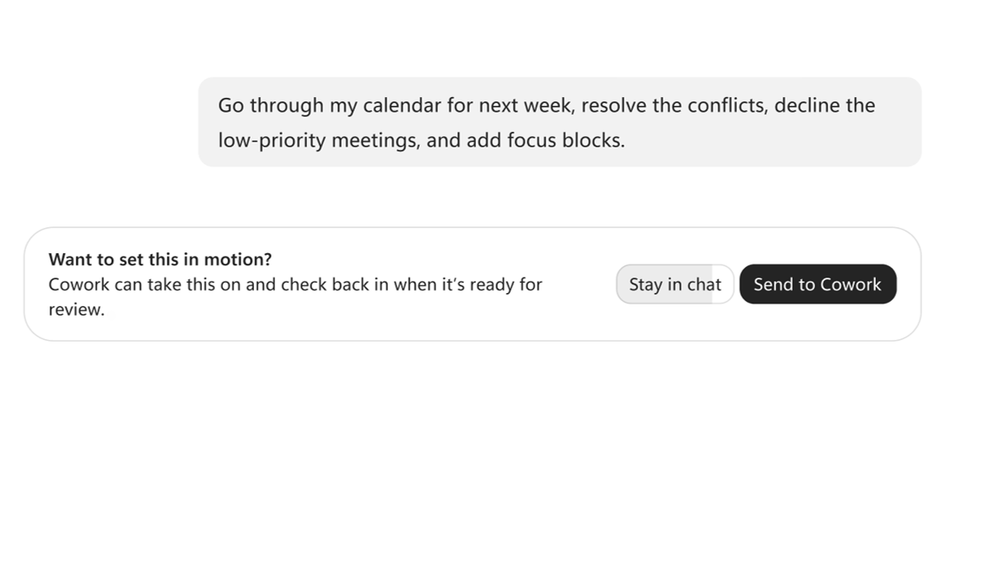 Go through my calendar for next week, resolve the conflicts, decline the
low-priority meetings, and add focus blocks.
Want to set this in motion?
Cowork can take this on and check back in when it’s ready for
review.
Stay in chat
Send to Cowork